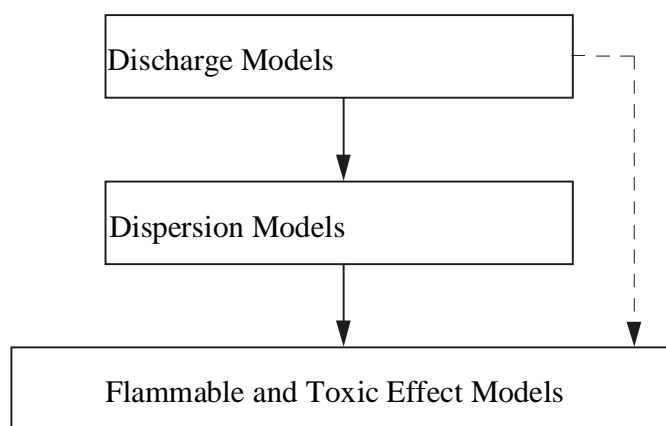 Discharge Models
Dispersion Models
Flammable and Toxic Effect Models